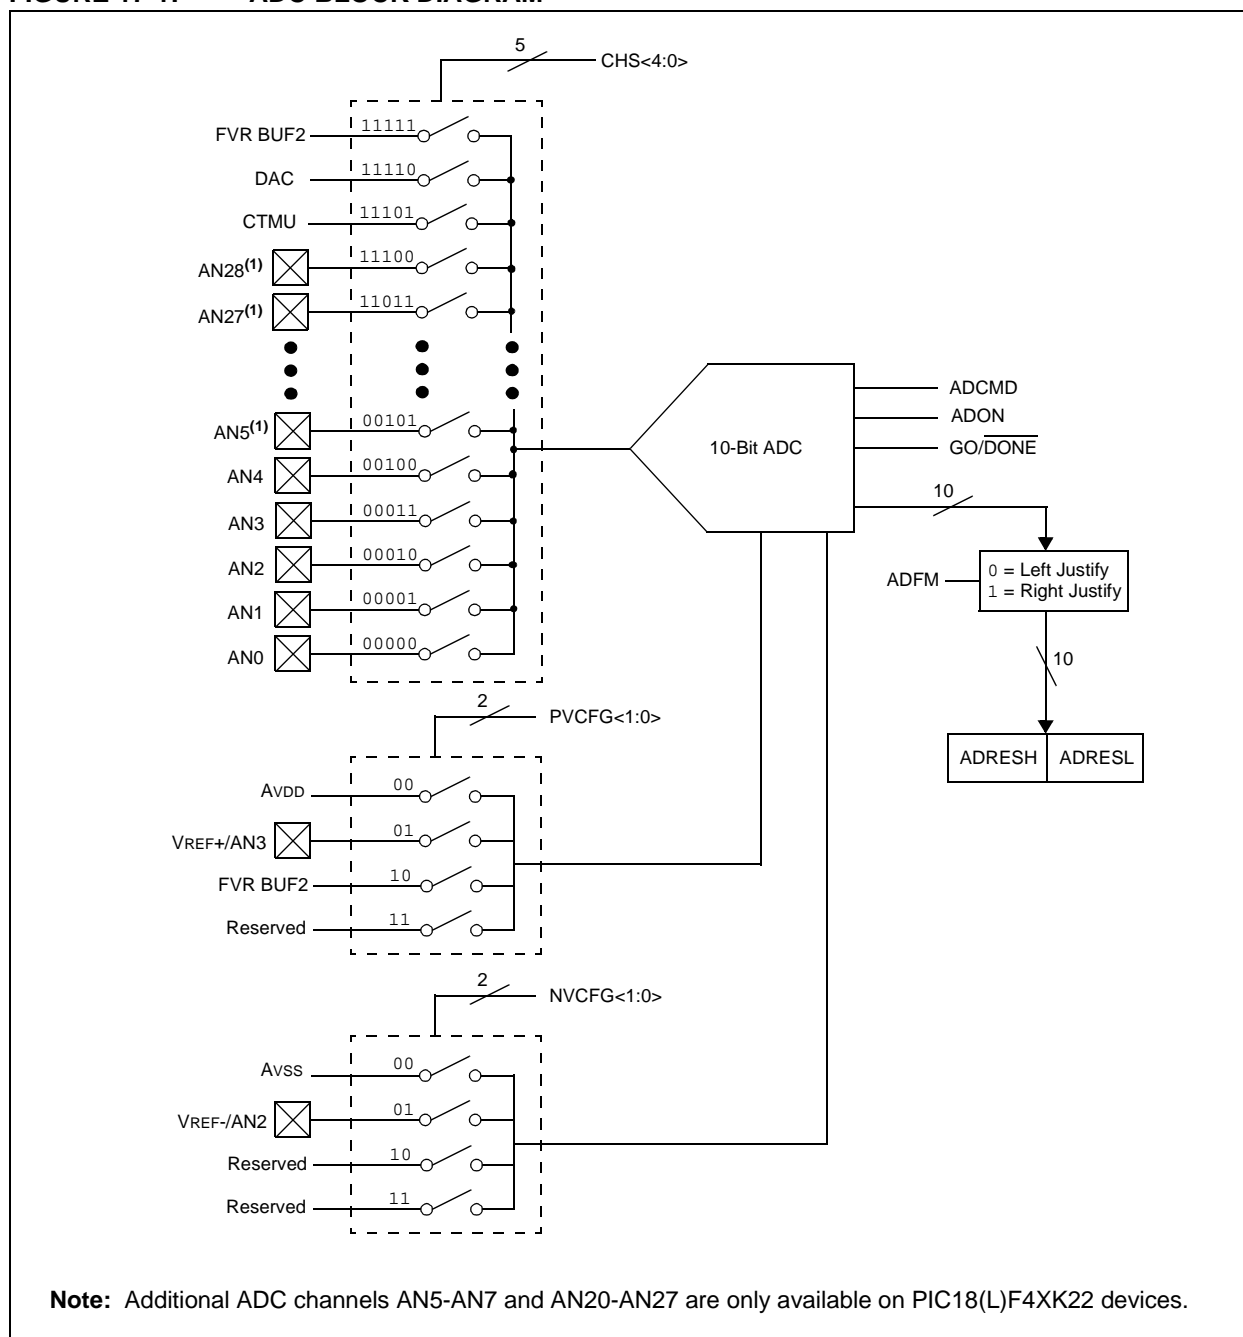 5
CHS<4:0>
FVR BUF2 11111
DAC 11110
CTMU 11101
AN28(1) 11100
AN27(1) 11011
AN5(1) 00101
AN4 00100
AN3 00011
AN2 00010
AN1 00001
AN0 00000
10-Bit ADC
ADCMD
ADON
GO/DONE
10
ADFM
0 = Left Justify
1 = Right Justify
10
ADRESH ADRESL
2
PVCFG<1:0>
AVDD 00
VREF+/AN3 01
FVR BUF2 10
Reserved 11
2
NVCFG<1:0>
AVSS 00
VREF-/AN2 01
Reserved 10
Reserved 11
Note: Additional ADC channels AN5-AN7 and AN20-AN27 are only available on PIC18(L)F4XK22 devices.